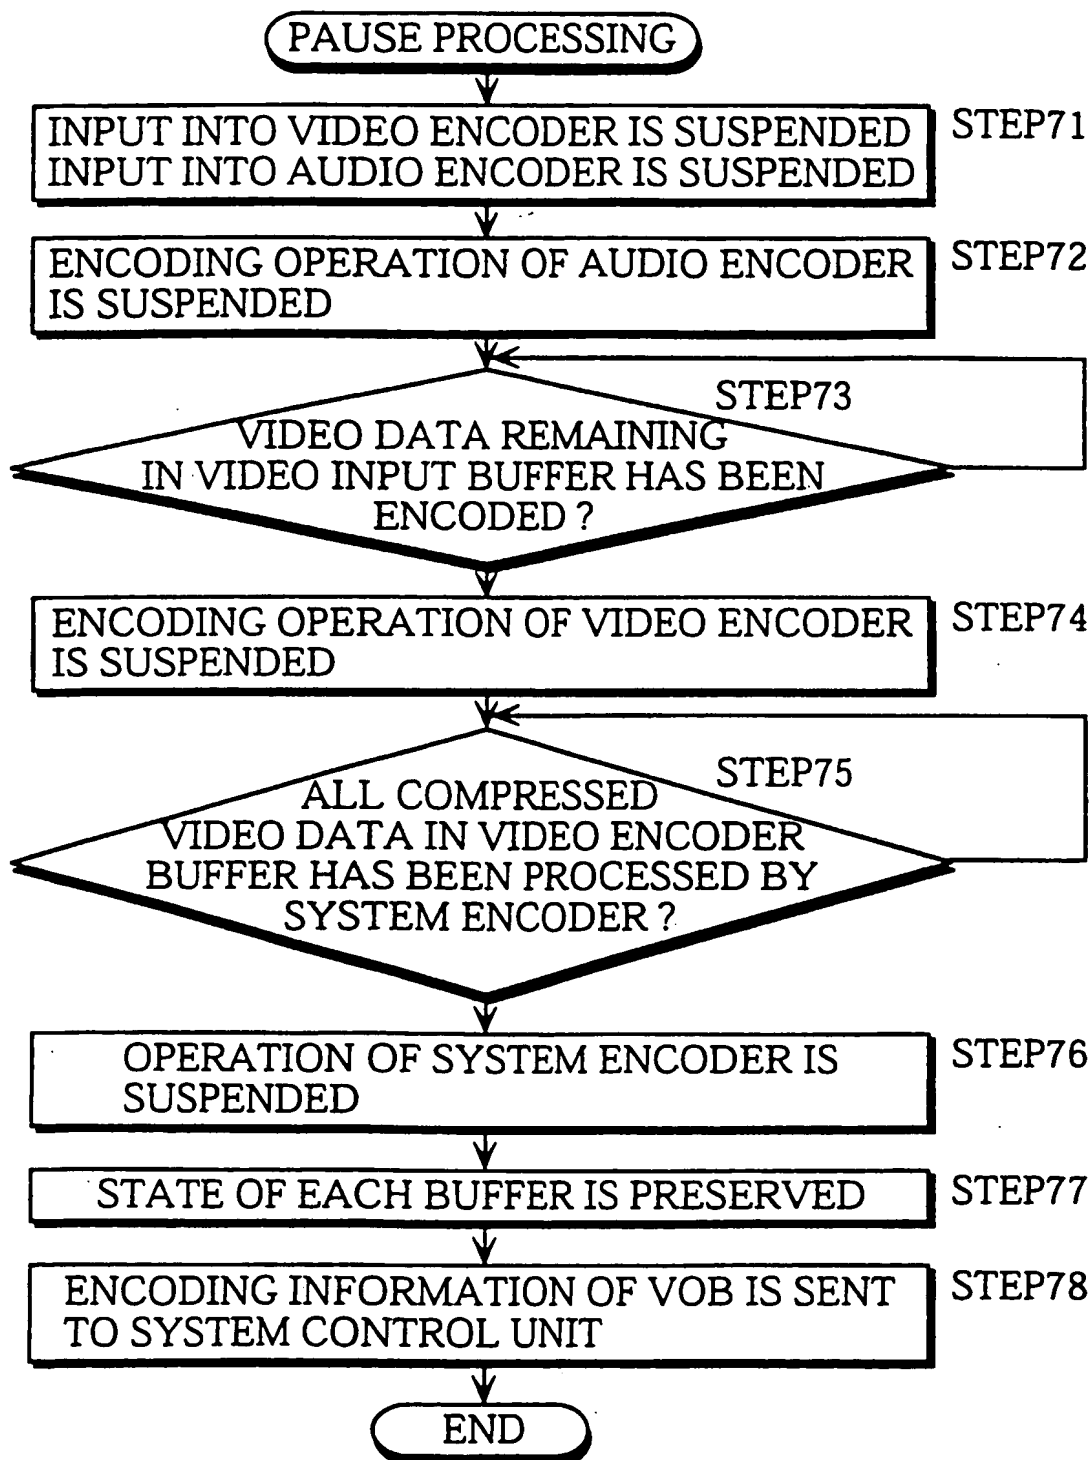 PAUSE PROCESSING
INPUT INTO VIDEO ENCODER IS SUSPENDED
INPUT INTO AUDIO ENCODER IS SUSPENDED
STEP71
ENCODING OPERATION OF AUDIO ENCODER
IS SUSPENDED
STEP72
STEP73
VIDEO DATA REMAINING
IN VIDEO INPUT BUFFER HAS BEEN
ENCODED ?
ENCODING OPERATION OF VIDEO ENCODER
IS SUSPENDED
STEP74
STEP75
ALL COMPRESSED
VIDEO DATA IN VIDEO ENCODER
BUFFER HAS BEEN PROCESSED BY
SYSTEM ENCODER ?
OPERATION OF SYSTEM ENCODER IS
SUSPENDED
STEP76
STATE OF EACH BUFFER IS PRESERVED
STEP77
ENCODING INFORMATION OF VOB IS SENT
TO SYSTEM CONTROL UNIT
STEP78
END